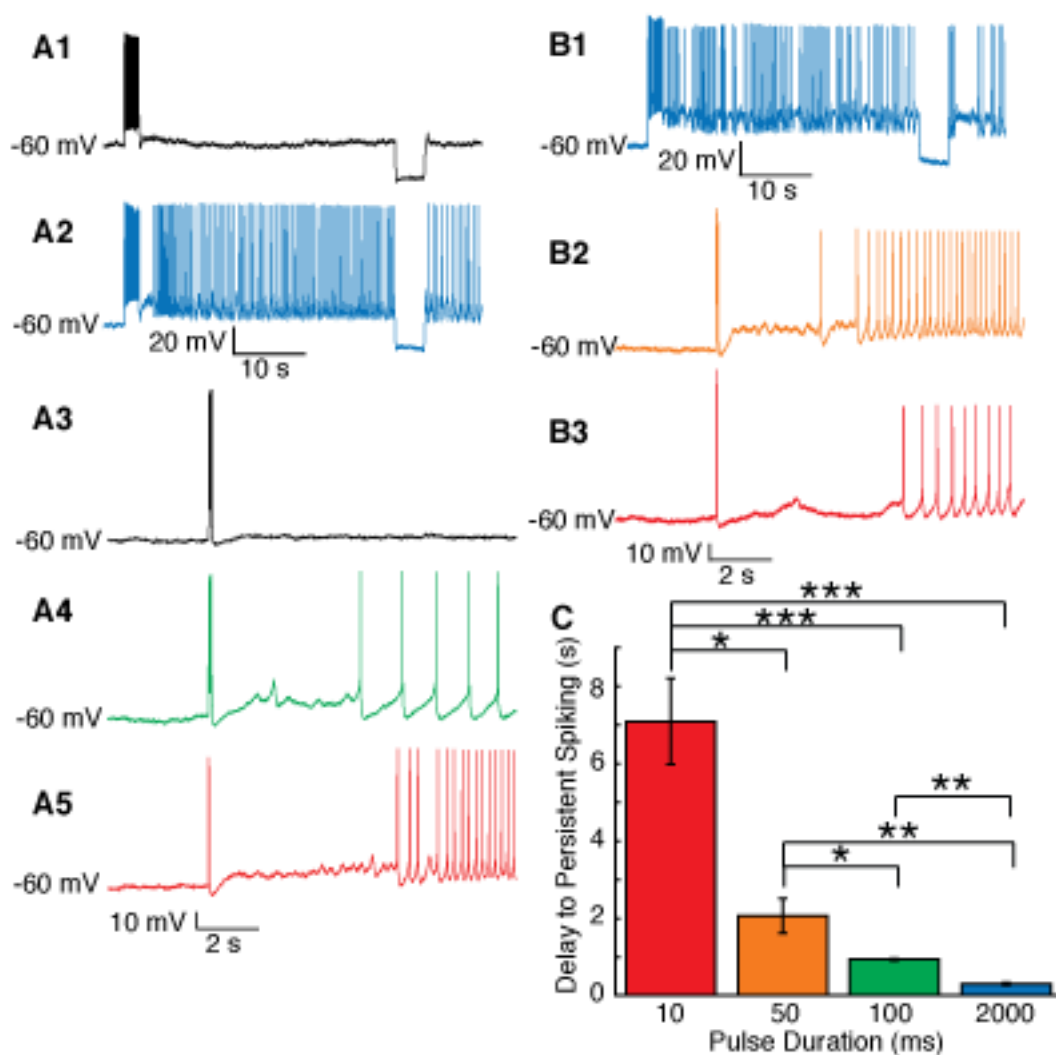 A1
-60 mV
A2
-60 mV
20 mV
10 s
A3
-60 mV
A4
-60 mV
A5
-60 mV
10 mV
2 s
B1
-60 mV
20 mV
10 s
B2
-60 mV
B3
-60 mV
10 mV
2 s
C
***
***
*
**
**
*
Delay to Persistent Spiking (s)
8
6
4
2
0
10 50 100 2000
Pulse Duration (ms)